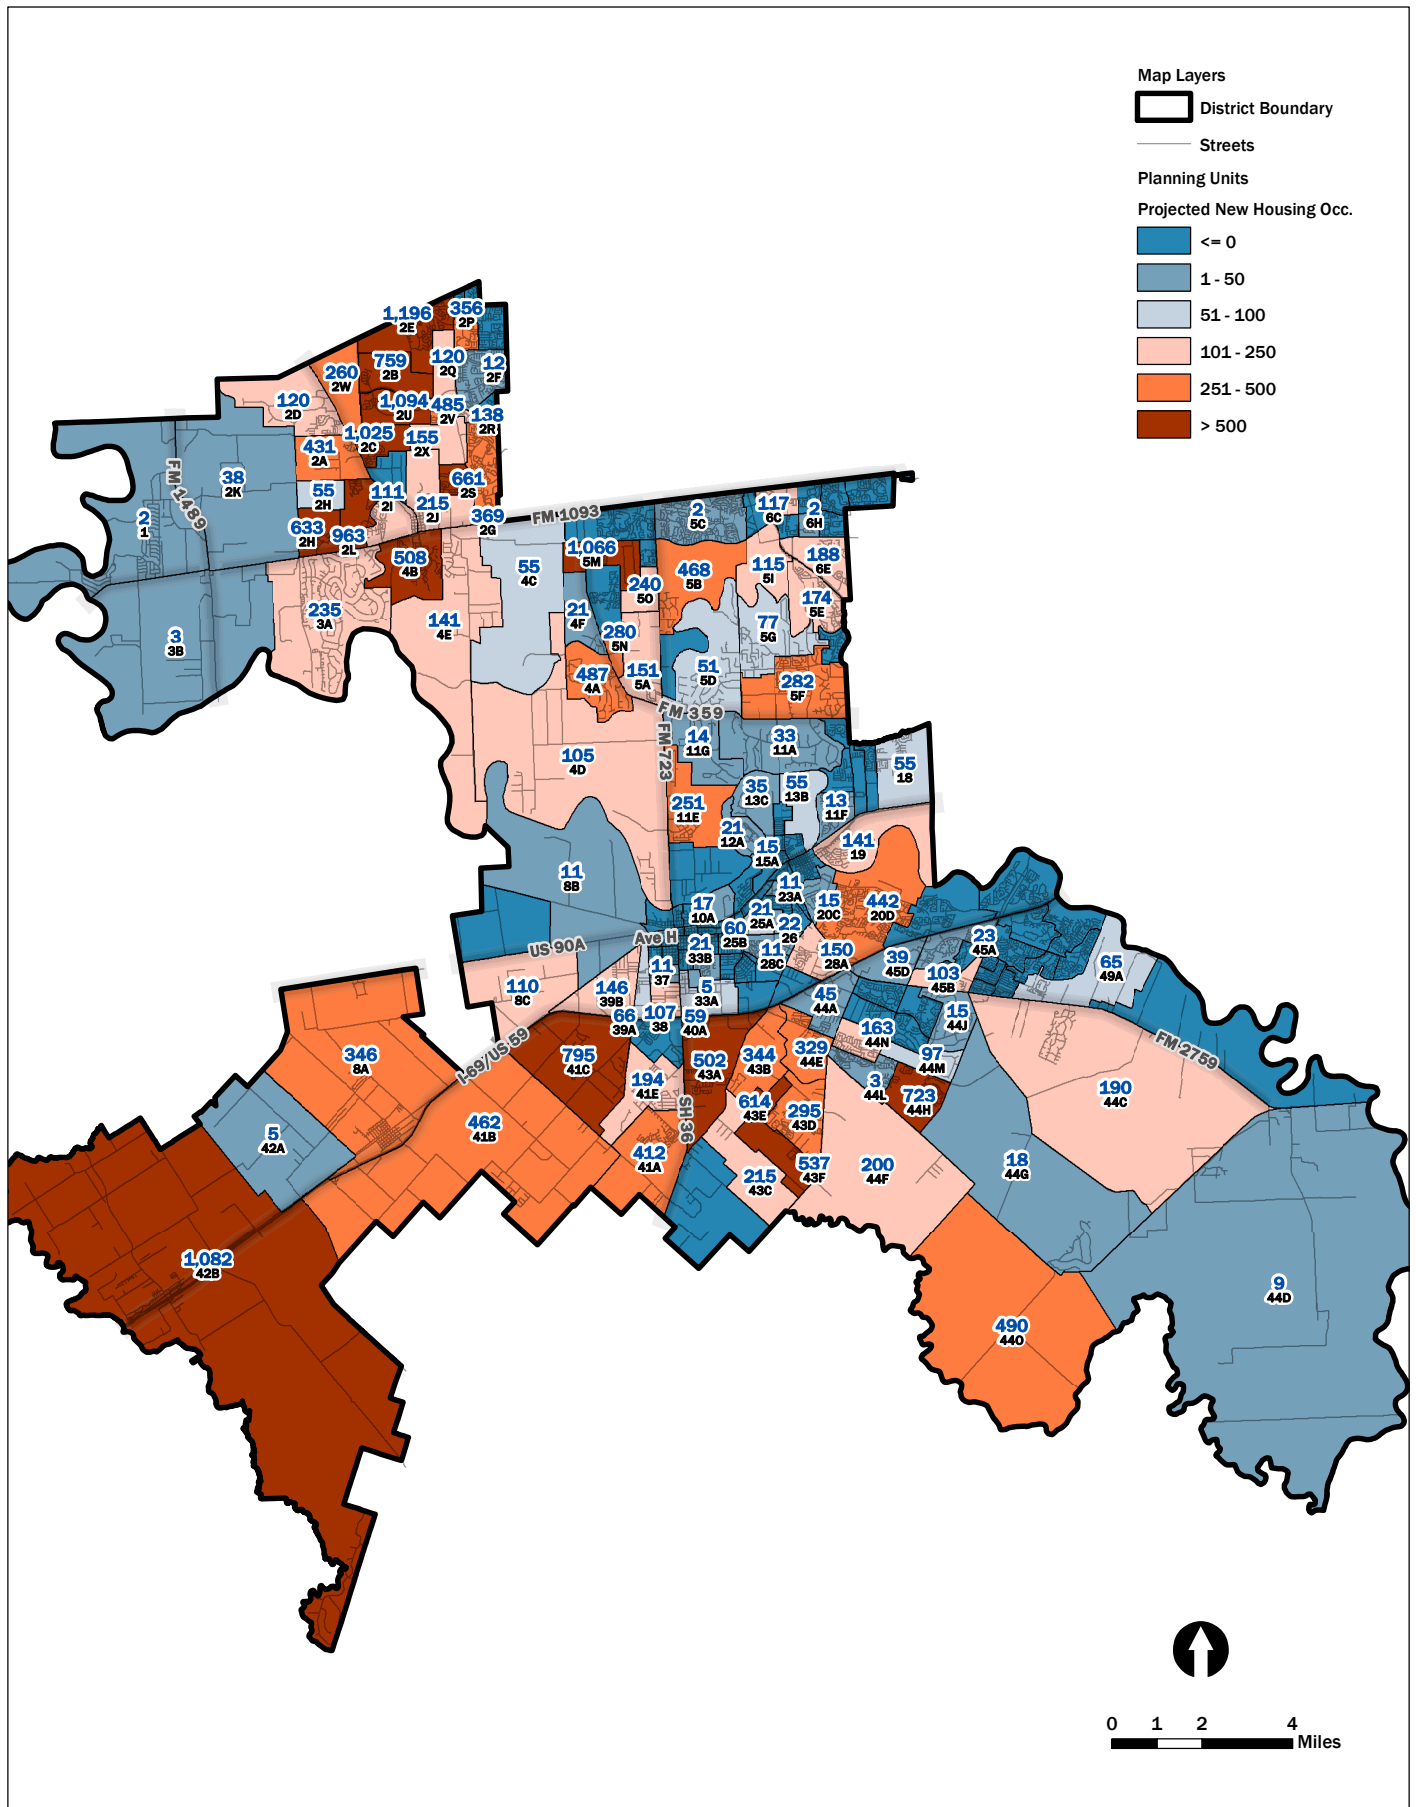 Map Layers
District Boundary
Streets
Planning Units
Projected New Housing Occ.
<= 0
1 - 50
51 - 100
101 - 250
251 - 500
> 500
1,196
2E
356
2P
759
2B
120
2Q
12
2F
260
2W
120
2D
1,094
2U
485
2V
138
2R
1,025
2C
155
2X
431
2A
38
2K
55
2H
111
2I
661
2S
215
2J
369
2G
2
1
FM 1489
633
2H
963
2L
508
4B
FM 1093
2
5C
117
6C
2
6H
1,066
5M
55
4C
468
5B
115
5I
188
6E
240
5O
174
5E
235
3A
141
4E
21
4F
77
5G
3
3B
280
5N
487
4A
151
5A
51
5D
282
5F
FM 359
FM 723
14
11G
33
11A
105
4D
55
18
35
13C
55
13B
13
11F
251
11E
21
12A
15
15A
141
19
11
8B
11
23A
17
10A
21
25A
15
20C
442
20D
60
25B
22
26
US 90A
Ave H
21
33B
11
28C
150
28A
39
45D
23
45A
103
45B
65
49A
110
8C
146
39B
11
37
5
33A
45
44A
66
39A
107
38
59
40A
15
44J
163
44N
97
44M
FM 2759
I-69/US 59
346
8A
795
41C
502
43A
344
43B
329
44E
194
41E
3
44L
723
44H
190
44C
SH 36
614
43E
295
43D
5
42A
462
41B
412
41A
215
43C
537
43F
200
44F
18
44G
1,082
42B
9
44D
490
44O
0 1 2 4
Miles